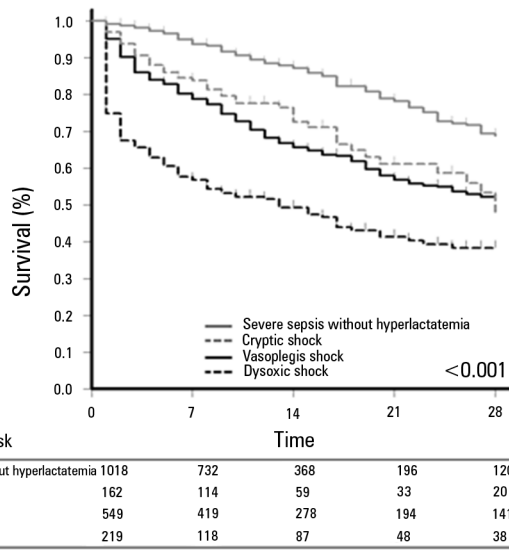 1.0
0.9
0.8
0.7
0.6
0.5
0.4
0.3
0.2
0.1
0.0
Survival (%)
Severe sepsis without hyperlactatemia
Cryptic shock
Vasoplegis shock
Dysoxic shock
<0.001
0 7 14 21 28
Time
sk
out hyperlactatemia 1018 732 368 196 120
162 114 59 33 20
549 419 278 194 141
219 118 87 48 38